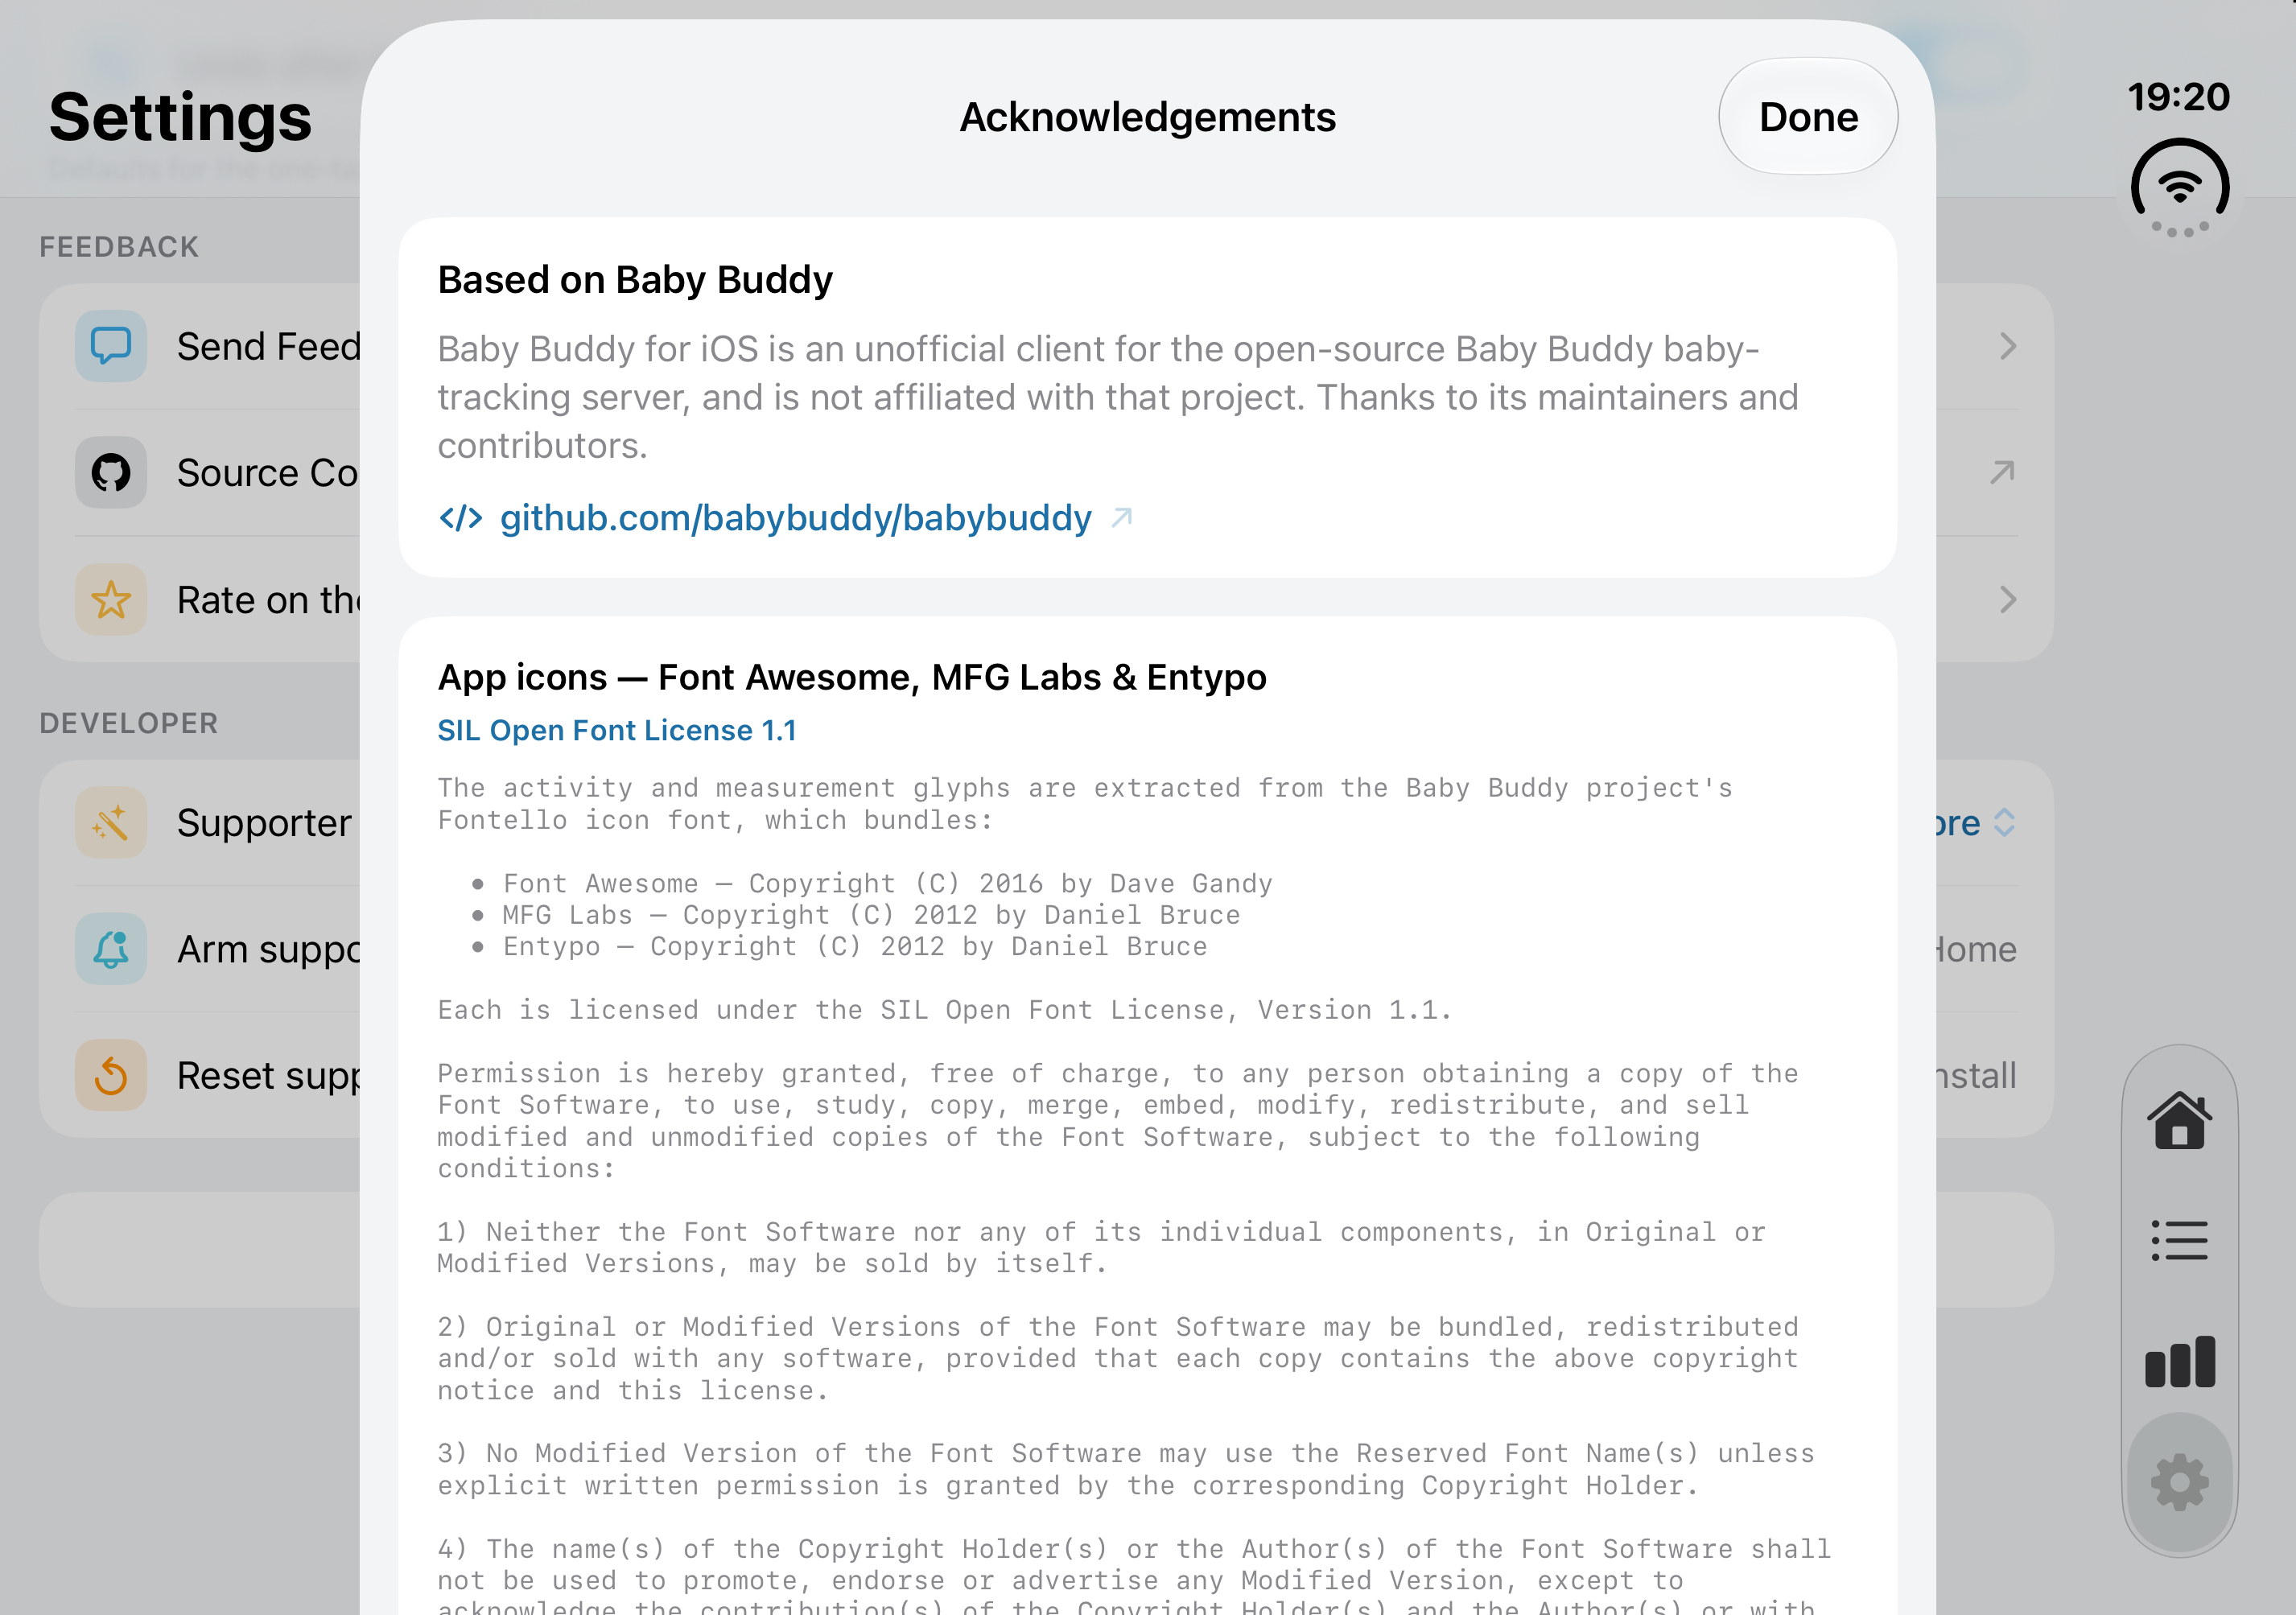 Settings
Acknowledgements
Done
19:20
FEEDBACK
Send Feed
Source Co
Rate on the
DEVELOPER
Supporter
ore
Arm suppo
Home
Reset supp
nstall
Based on Baby Buddy
Baby Buddy for iOS is an unofficial client for the open-source Baby Buddy baby-
tracking server, and is not affiliated with that project. Thanks to its maintainers and
contributors.
</> github.com/babybuddy/babybuddy
App icons — Font Awesome, MFG Labs & Entypo
SIL Open Font License 1.1
The activity and measurement glyphs are extracted from the Baby Buddy project's
Fontello icon font, which bundles:
• Font Awesome — Copyright (C) 2016 by Dave Gandy
• MFG Labs — Copyright (C) 2012 by Daniel Bruce
• Entypo — Copyright (C) 2012 by Daniel Bruce
Each is licensed under the SIL Open Font License, Version 1.1.
Permission is hereby granted, free of charge, to any person obtaining a copy of the
Font Software, to use, study, copy, merge, embed, modify, redistribute, and sell
modified and unmodified copies of the Font Software, subject to the following
conditions:
1) Neither the Font Software nor any of its individual components, in Original or
Modified Versions, may be sold by itself.
2) Original or Modified Versions of the Font Software may be bundled, redistributed
and/or sold with any software, provided that each copy contains the above copyright
notice and this license.
3) No Modified Version of the Font Software may use the Reserved Font Name(s) unless
explicit written permission is granted by the corresponding Copyright Holder.
4) The name(s) of the Copyright Holder(s) or the Author(s) of the Font Software shall
not be used to promote, endorse or advertise any Modified Version, except to
acknowledge the contribution(s) of the Copyright Holder(s) and the Author(s) or with